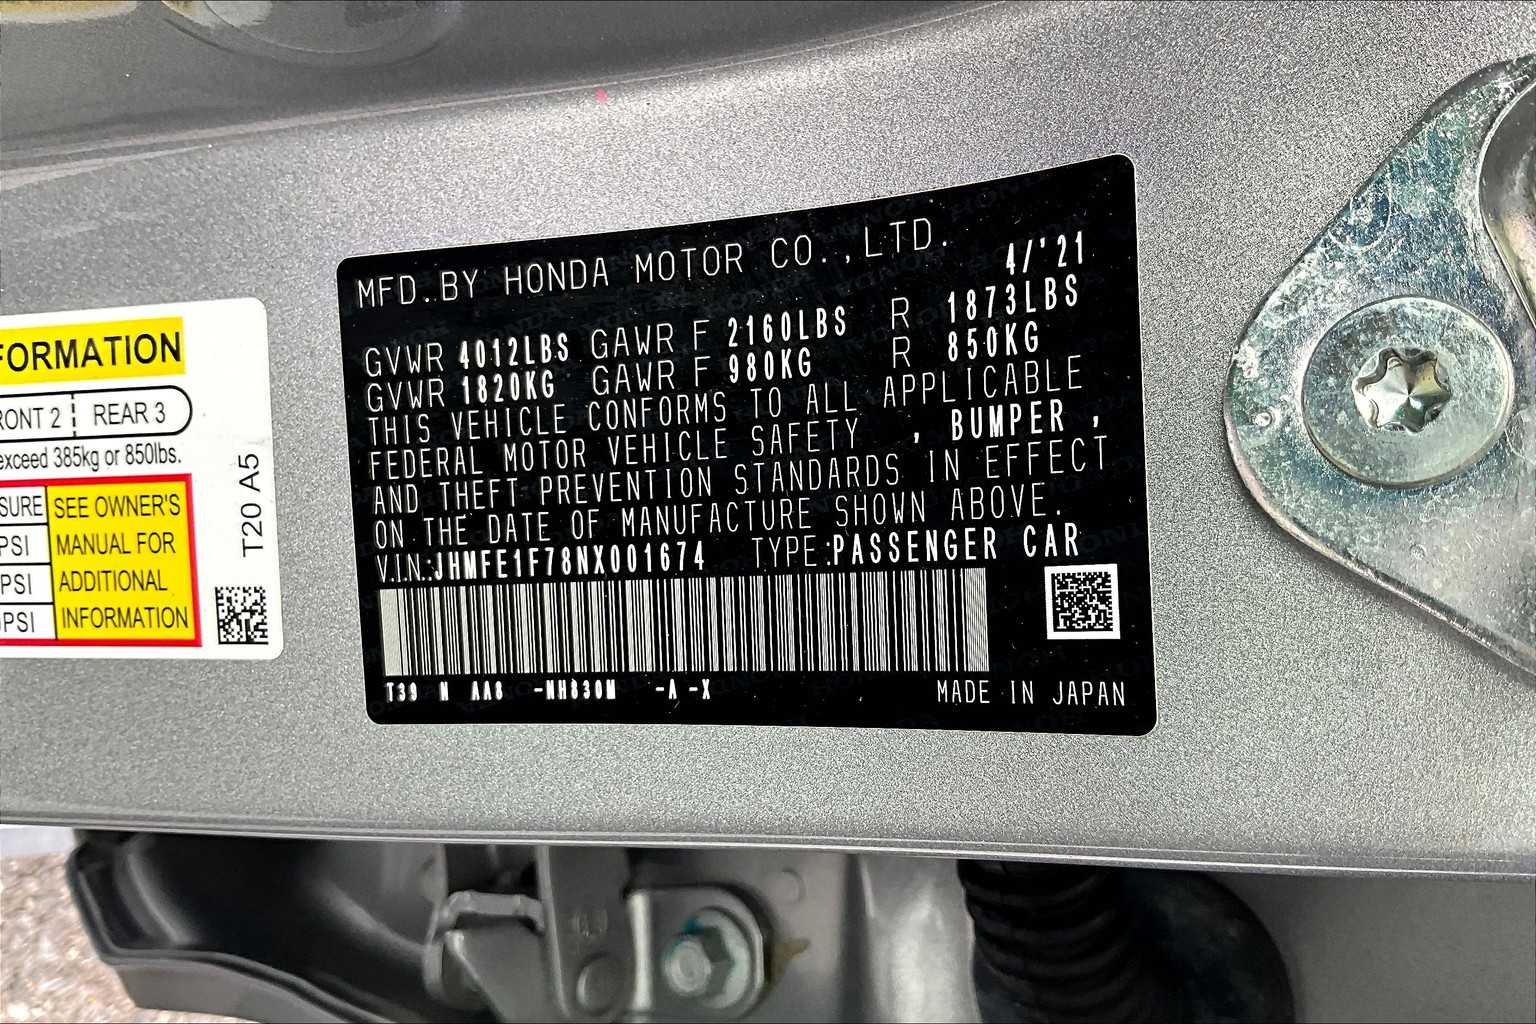 FORMATION
RONT 2 REAR 3
exceed 385kg or 850lbs.
SURE SEE OWNER'S
PSI MANUAL FOR
PSI ADDITIONAL
PSI INFORMATION
T20 A5
MFD.BY HONDA MOTOR CO.,LTD. 4/'21
GVWR 4012LBS GAWR F 2160LBS R 1873LBS
GVWR 1820KG GAWR F 980KG R 850KG
THIS VEHICLE CONFORMS TO ALL APPLICABLE
FEDERAL MOTOR VEHICLE SAFETY , BUMPER ,
AND THEFT PREVENTION STANDARDS IN EFFECT
ON THE DATE OF MANUFACTURE SHOWN ABOVE.
V.I.N.:JHMFE1F78NX001674 TYPE:PASSENGER CAR
T39 N AA8 -NH830M -A -X MADE IN JAPAN